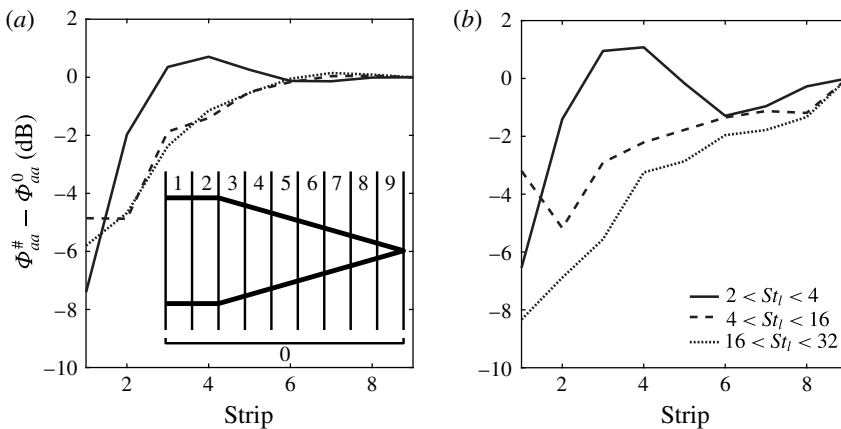 (a)
(b)
2
2
0
0
−2
−2
−4
−4
−6
−6
−8
−8
−10
−10
Φ#aa − Φ0aa (dB)
1 2 3 4 5 6 7 8 9
0
2 < Stl < 4
4 < Stl < 16
16 < Stl < 32
2 4 6 8
2 4 6 8
Strip
Strip